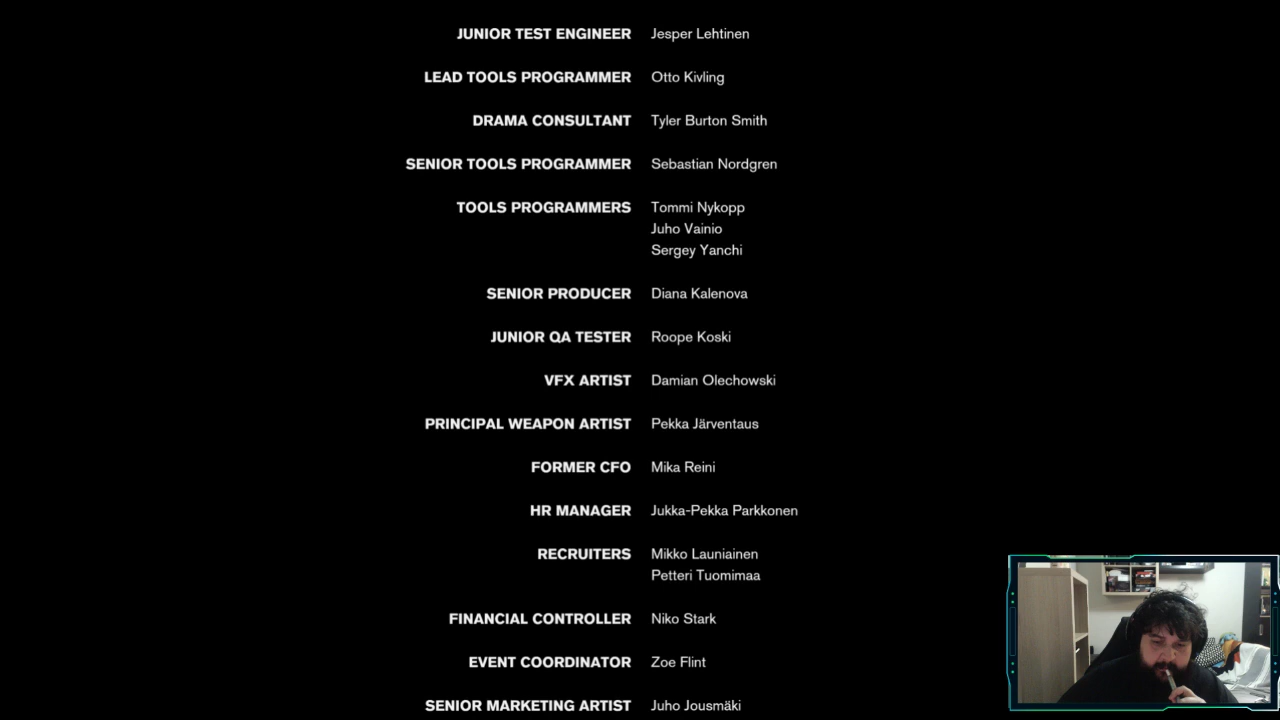 JUNIOR TEST ENGINEER Jesper Lehtinen
LEAD TOOLS PROGRAMMER Otto Kivling
DRAMA CONSULTANT Tyler Burton Smith
SENIOR TOOLS PROGRAMMER Sebastian Nordgren
TOOLS PROGRAMMERS Tommi Nykopp
Juho Vainio
Sergey Yanchi
SENIOR PRODUCER Diana Kalenova
JUNIOR QA TESTER Roope Koski
VFX ARTIST Damian Olechowski
PRINCIPAL WEAPON ARTIST Pekka Järventaus
FORMER CFO Mika Reini
HR MANAGER Jukka-Pekka Parkkonen
RECRUITERS Mikko Launiainen
Petteri Tuomimaa
FINANCIAL CONTROLLER Niko Stark
EVENT COORDINATOR Zoe Flint
SENIOR MARKETING ARTIST Juho Jousmäki